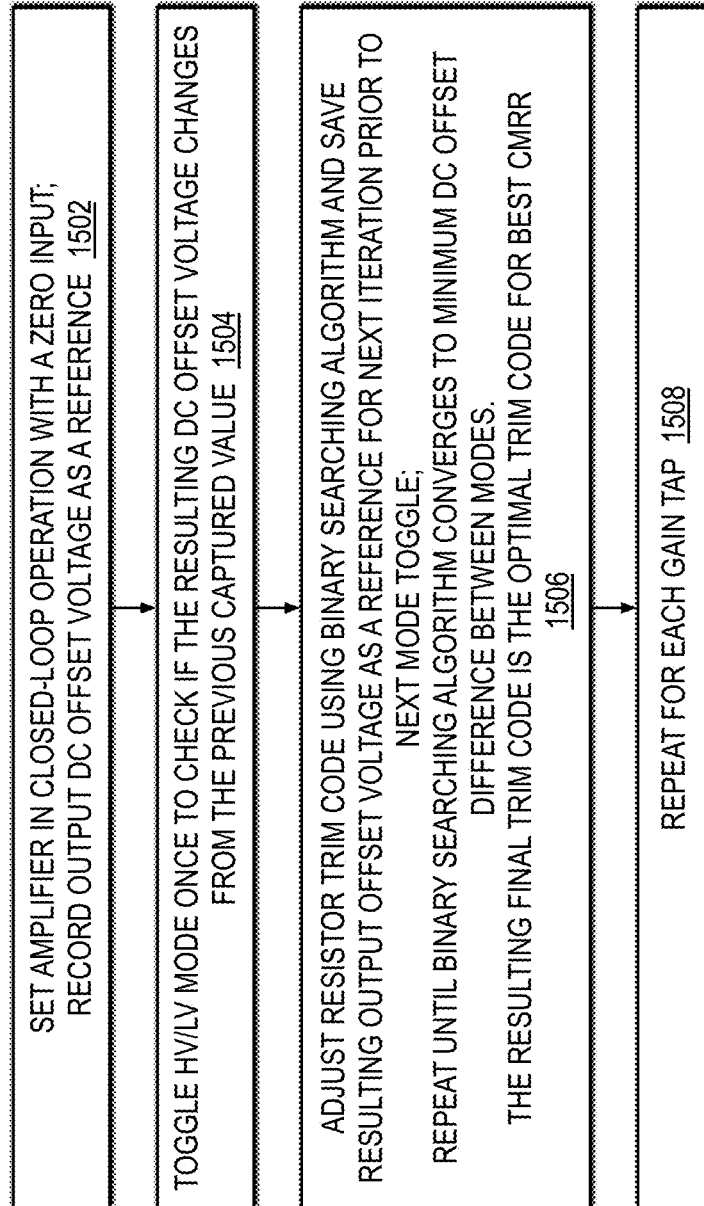 SET AMPLIFIER IN CLOSED-LOOP OPERATION WITH A ZERO INPUT;
RECORD OUTPUT DC OFFSET VOLTAGE AS A REFERENCE 1502
TOGGLE HV/LV MODE ONCE TO CHECK IF THE RESULTING DC OFFSET VOLTAGE CHANGES
FROM THE PREVIOUS CAPTURED VALUE 1504
ADJUST RESISTOR TRIM CODE USING BINARY SEARCHING ALGORITHM AND SAVE
RESULTING OUTPUT OFFSET VOLTAGE AS A REFERENCE FOR NEXT ITERATION PRIOR TO
NEXT MODE TOGGLE;
REPEAT UNTIL BINARY SEARCHING ALGORITHM CONVERGES TO MINIMUM DC OFFSET
DIFFERENCE BETWEEN MODES.
THE RESULTING FINAL TRIM CODE IS THE OPTIMAL TRIM CODE FOR BEST CMRR
1506
REPEAT FOR EACH GAIN TAP 1508